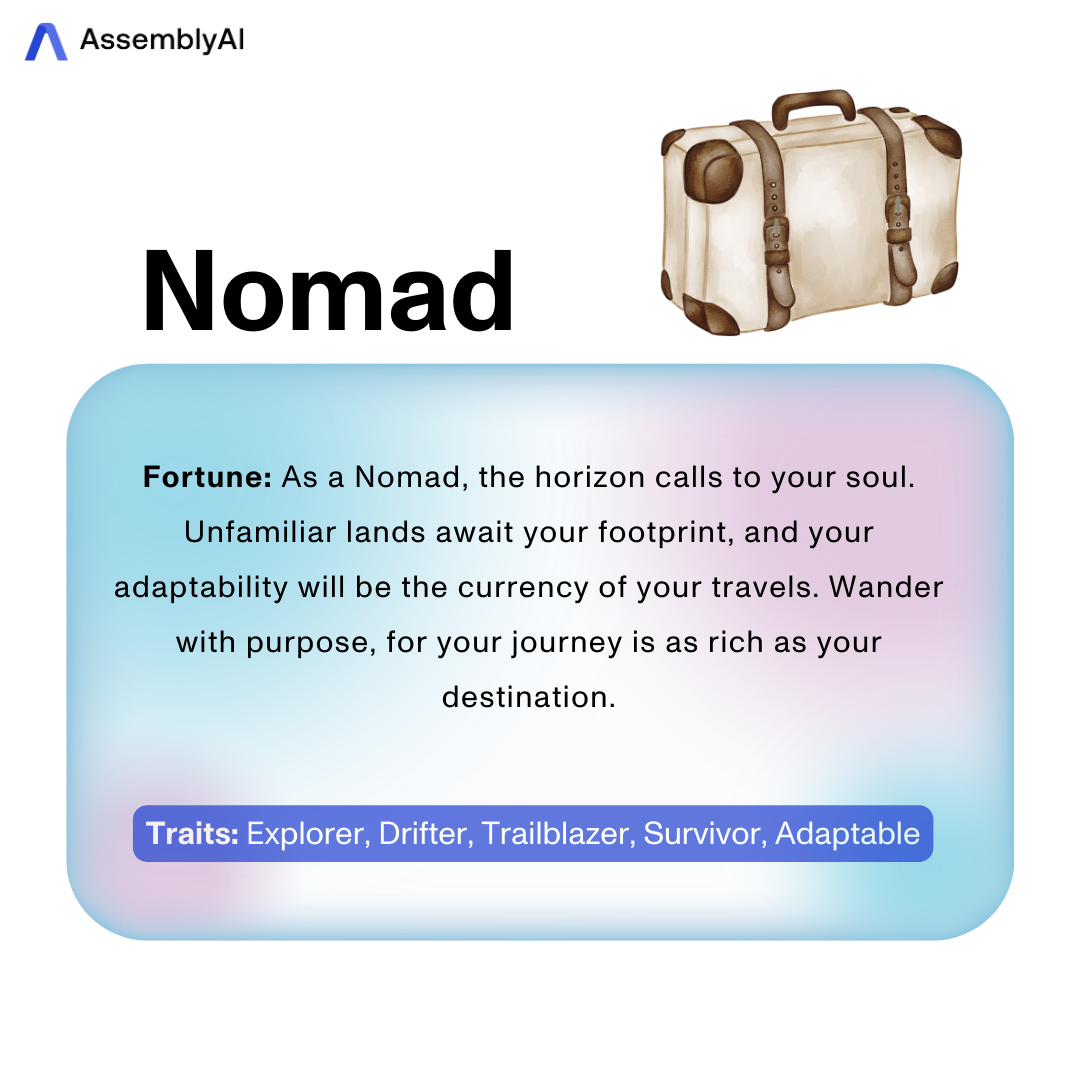 AssemblyAI
Nomad
Fortune: As a Nomad, the horizon calls to your soul.
Unfamiliar lands await your footprint, and your
adaptability will be the currency of your travels. Wander
with purpose, for your journey is as rich as your
destination.
Traits: Explorer, Drifter, Trailblazer, Survivor, Adaptable